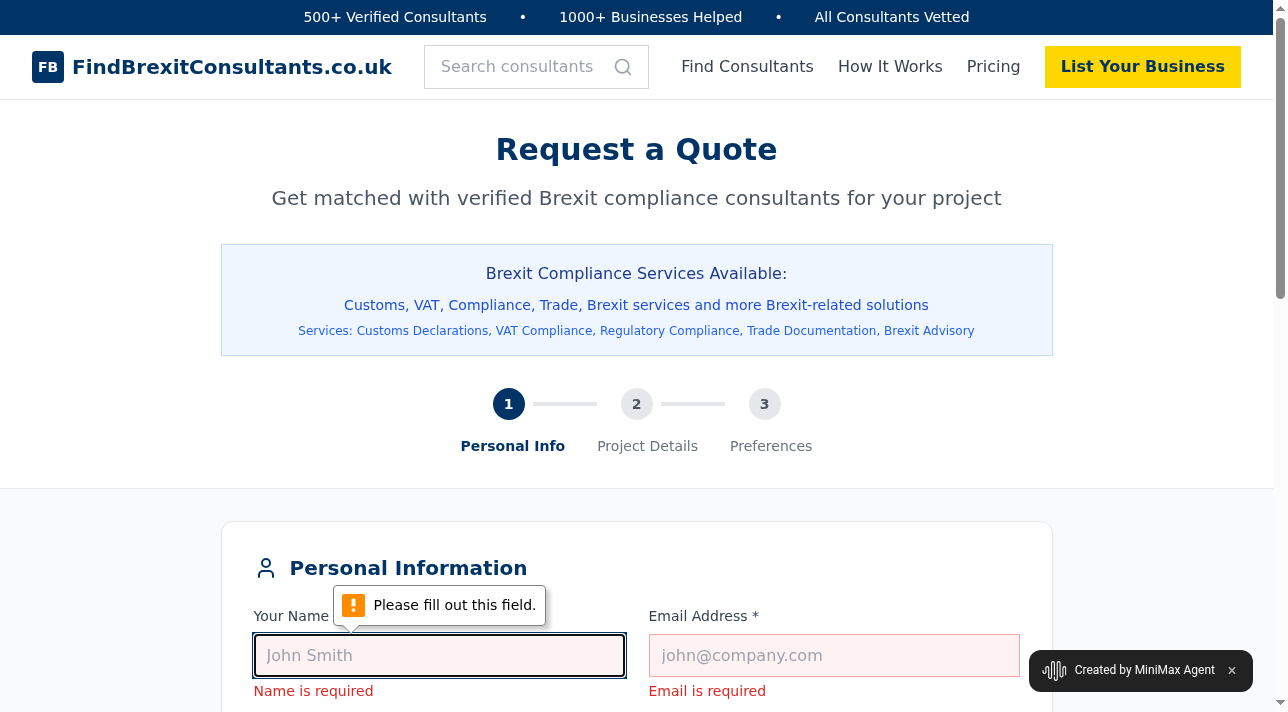 500+ Verified Consultants • 1000+ Businesses Helped • All Consultants Vetted
FB FindBrexitConsultants.co.uk Search consultants Find Consultants How It Works Pricing List Your Business
Request a Quote
Get matched with verified Brexit compliance consultants for your project
Brexit Compliance Services Available:
Customs, VAT, Compliance, Trade, Brexit services and more Brexit-related solutions
Services: Customs Declarations, VAT Compliance, Regulatory Compliance, Trade Documentation, Brexit Advisory
1 2 3
Personal Info Project Details Preferences
Personal Information
Please fill out this field.
Your Name Email Address *
John Smith john@company.com
Created by MiniMax Agent ×
Name is required Email is required